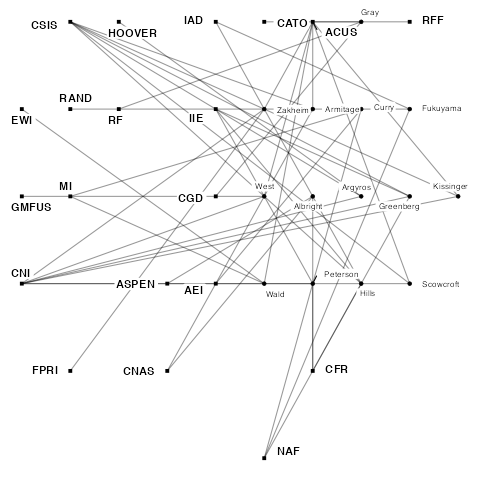 Gray
CSIS
HOOVER
IAD
CATO
ACUS
RFF
RAND
EWI
RF
IIE
Zakheim
Armitage
Curry
Fukuyama
MI
GMFUS
CGD
West
Albright
Argyros
Greenberg
Kissinger
CNI
ASPEN
AEI
Wald
Peterson
Hills
Scowcroft
FPRI
CNAS
CFR
NAF